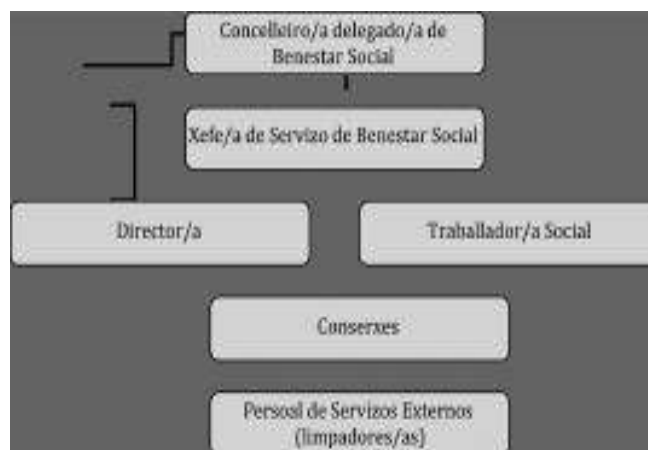 Concelleiro/a delegado/a de
Benestar Social
Xefe/a de Servizo de Benestar Social
Director/a
Traballador/a Social
Conserxes
Persoal de Servizos Externos
(limpadores/as)